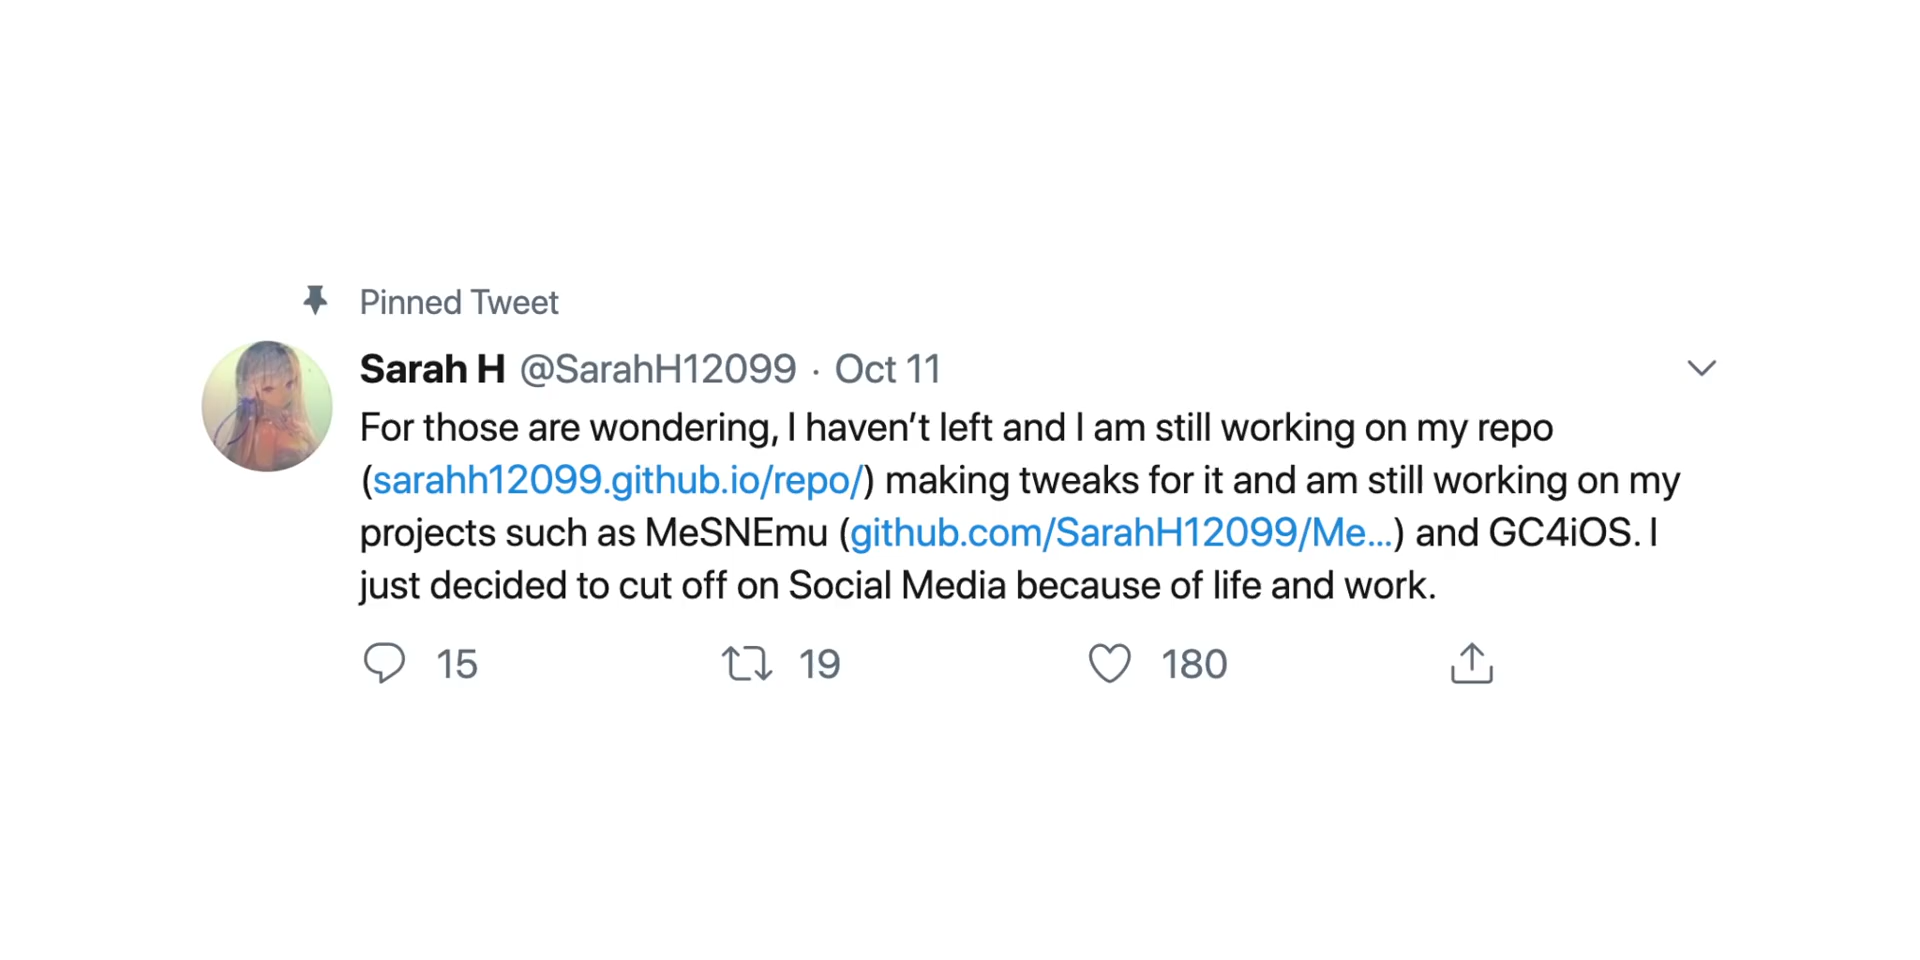 Pinned Tweet
Sarah H @SarahH12099 · Oct 11
For those are wondering, I haven’t left and I am still working on my repo
(sarahh12099.github.io/repo/) making tweaks for it and am still working on my
projects such as MeSNEmu (github.com/SarahH12099/Me...) and GC4iOS. I
just decided to cut off on Social Media because of life and work.
15 19 180